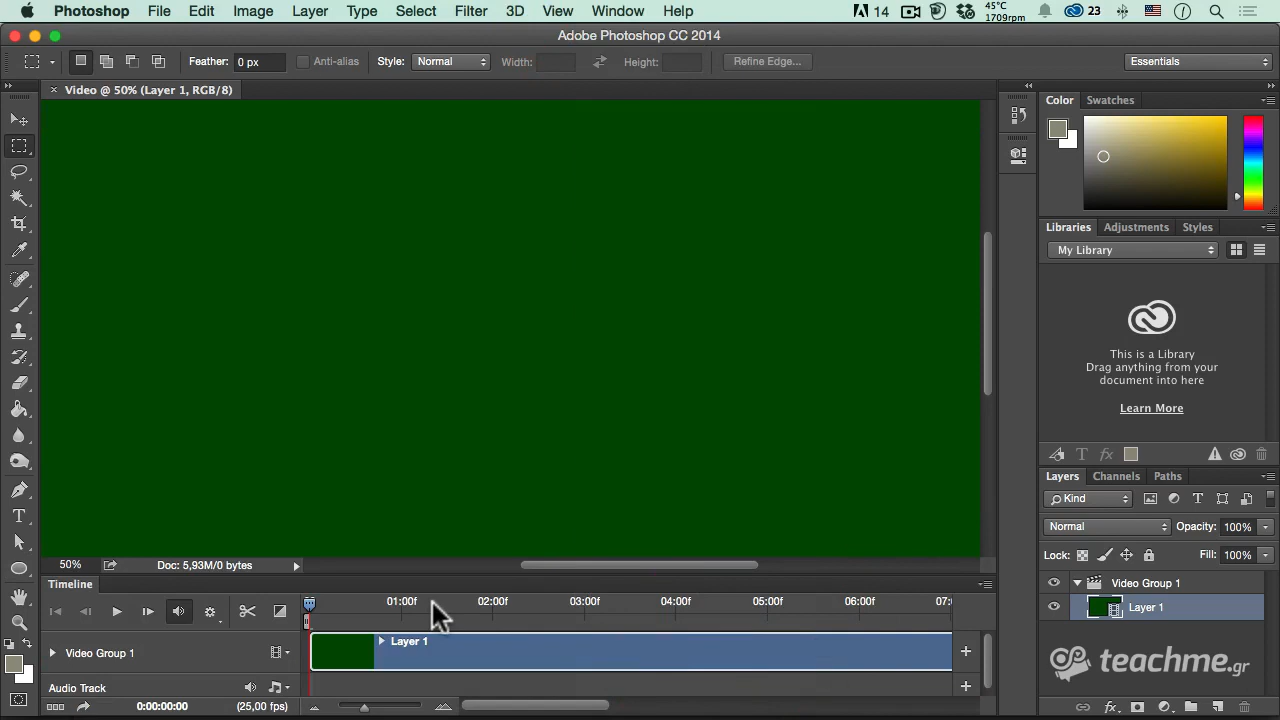 Photoshop File Edit Image Layer Type Select Filter 3D View Window Help 14 45°C 1709rpm 23
Adobe Photoshop CC 2014
Feather: 0 px Anti-alias Style: Normal Width: Height: Refine Edge... Essentials
Video @ 50% (Layer 1, RGB/8)
Color Swatches
Libraries Adjustments Styles
My Library
This is a Library
Drag anything from your
document into here
Learn More
Layers Channels Paths
Kind
Normal Opacity: 100%
Lock: Fill: 100%
Video Group 1
Layer 1
50% Doc: 5,93M/0 bytes
Timeline
01:00f 02:00f 03:00f 04:00f 05:00f 06:00f 07:0
Layer 1
Video Group 1
Audio Track
0:00:00:00 (25,00 fps)
teachme.gr